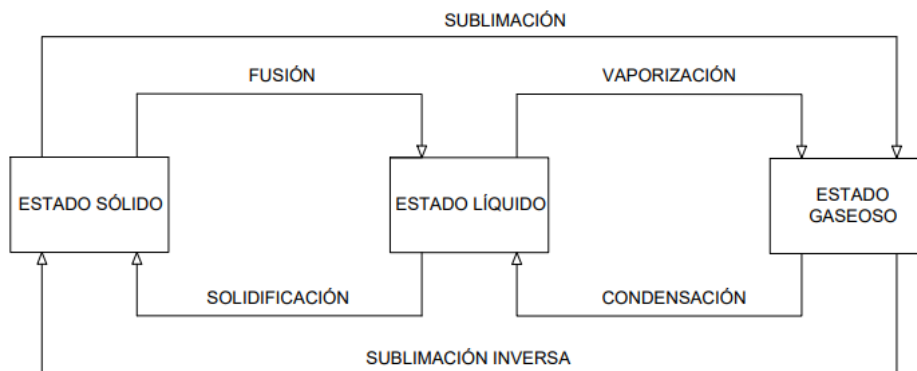 SUBLIMACIÓN
FUSIÓN
VAPORIZACIÓN
ESTADO SÓLIDO
ESTADO LÍQUIDO
ESTADO
GASEOSO
SOLIDIFICACIÓN
CONDENSACIÓN
SUBLIMACIÓN INVERSA